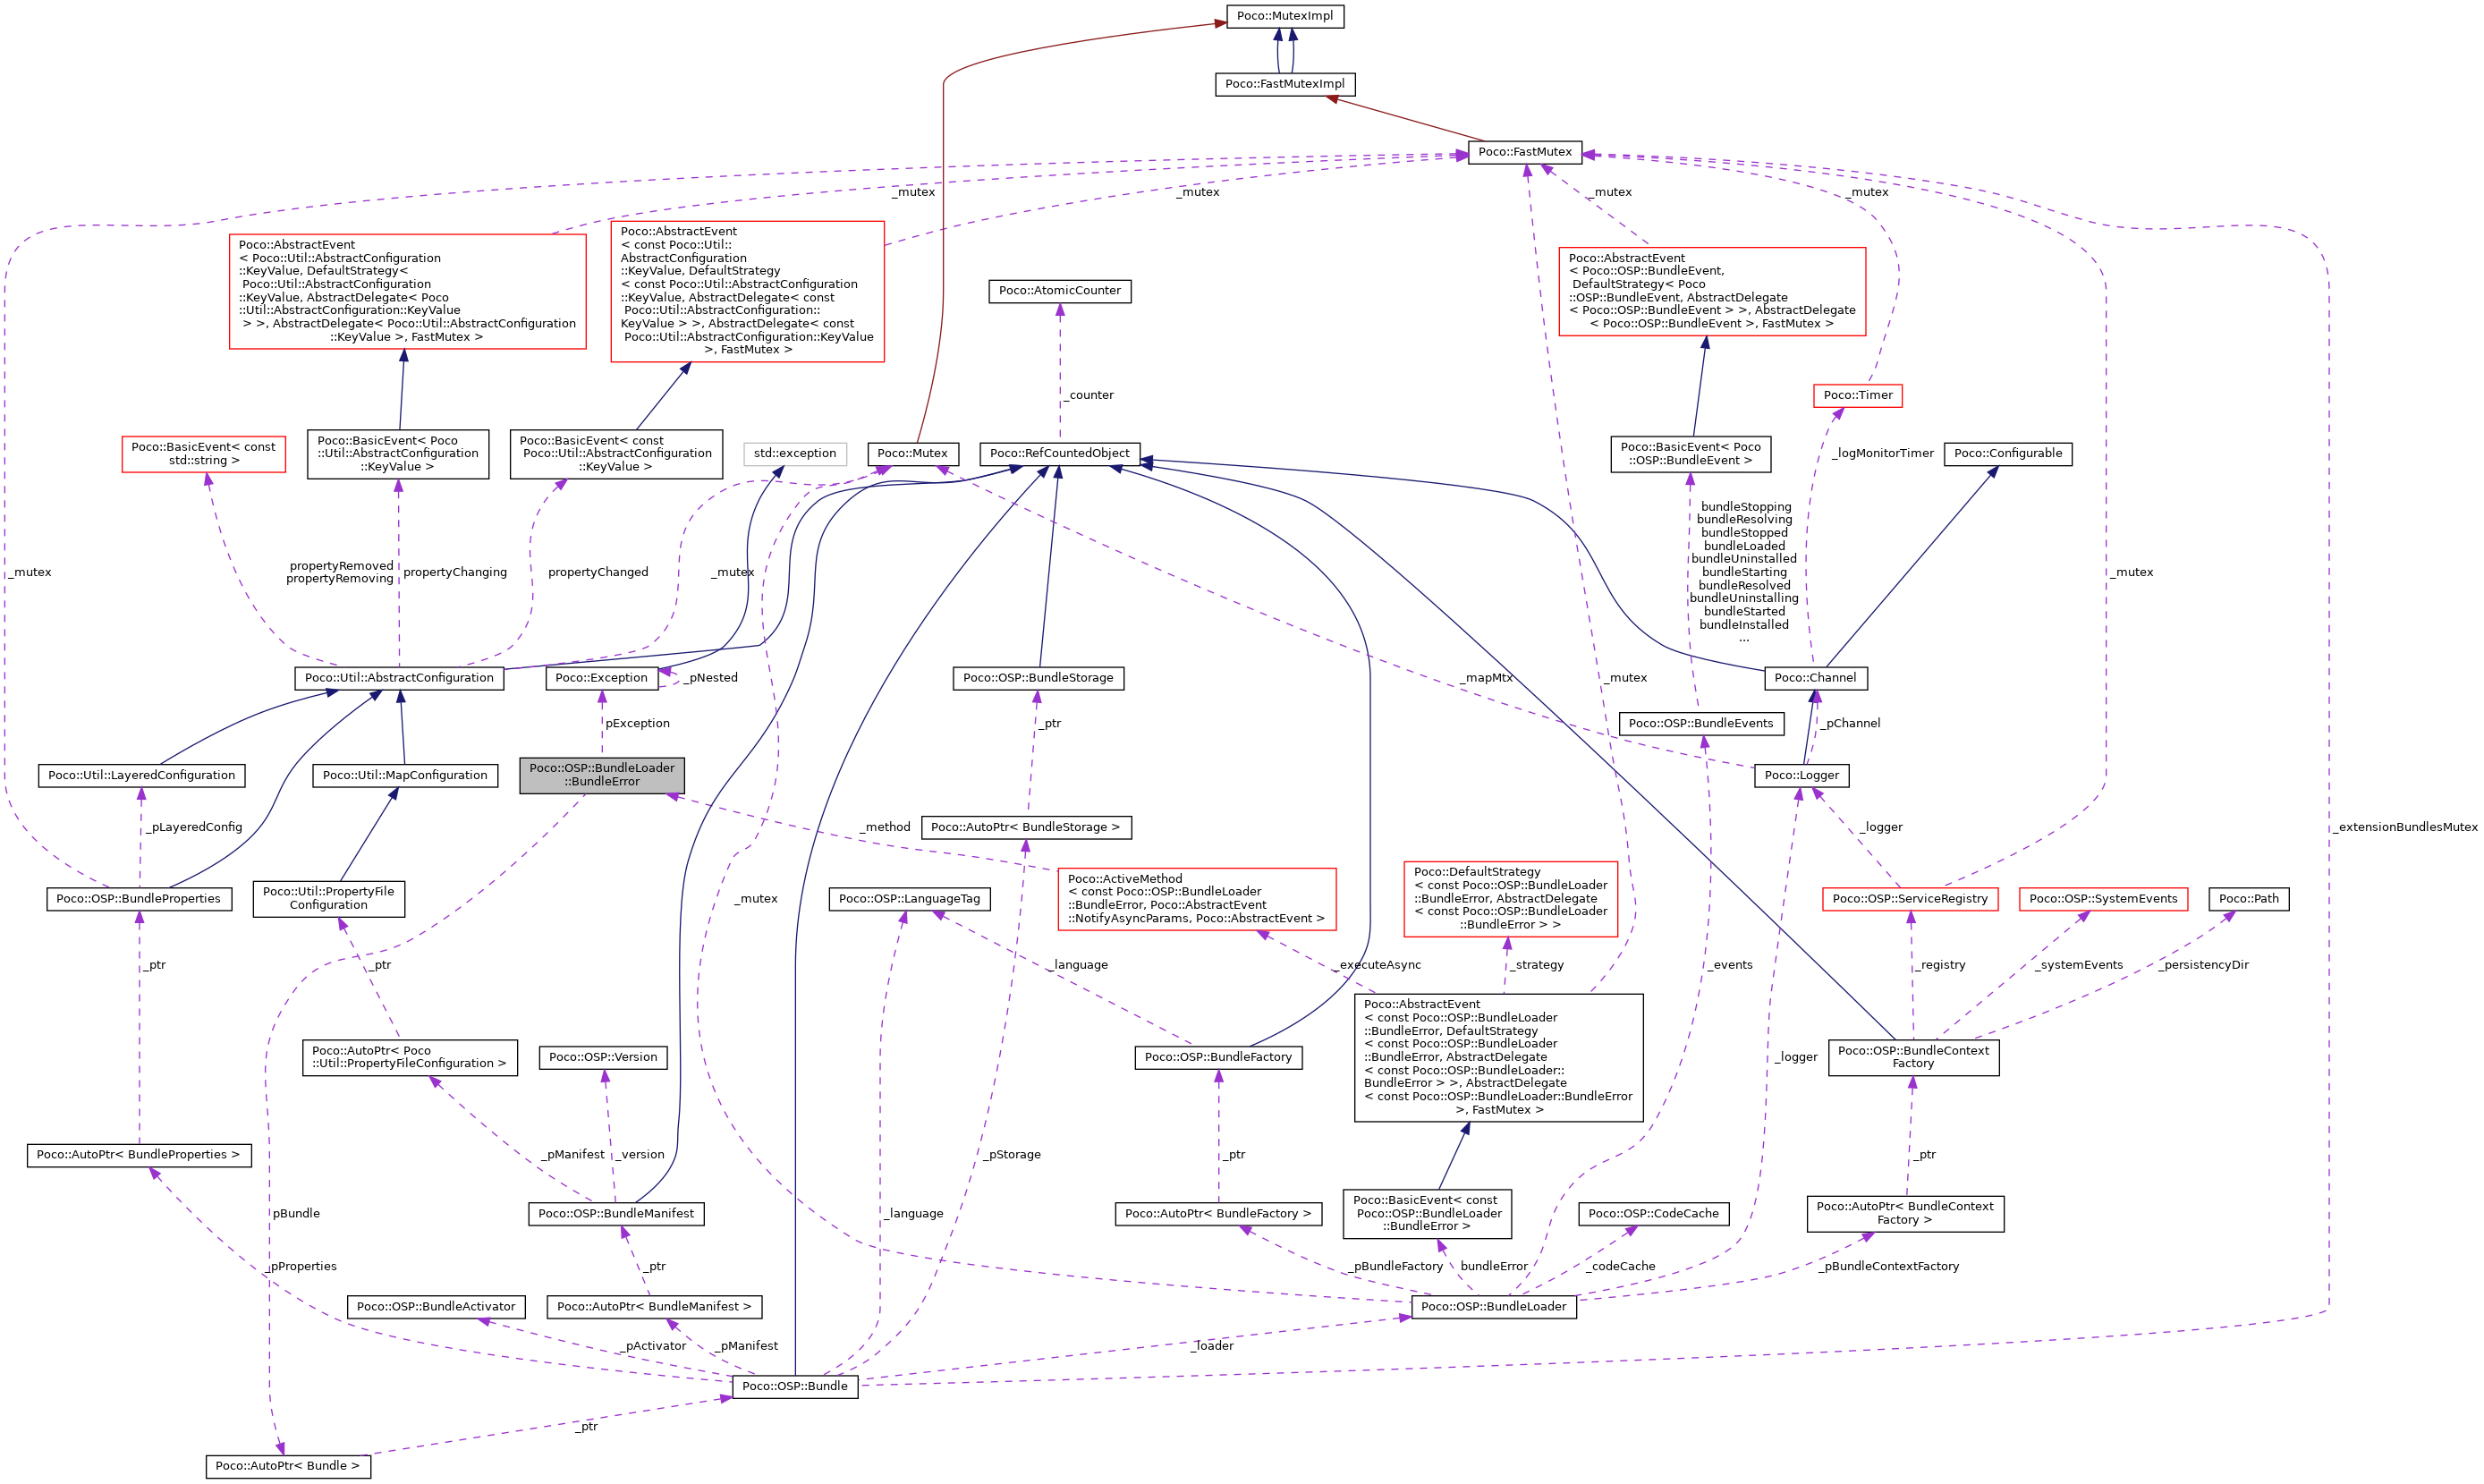 Poco::MutexImpl
Poco::FastMutexImpl
Poco::FastMutex
_mutex
_mutex
_mutex
_mutex
Poco::AbstractEvent
< Poco::Util::AbstractConfiguration
::KeyValue, DefaultStrategy<
Poco::Util::AbstractConfiguration
::KeyValue, AbstractDelegate< Poco
::Util::AbstractConfiguration::KeyValue
> >, AbstractDelegate< Poco::Util::AbstractConfiguration
::KeyValue >, FastMutex >
Poco::AbstractEvent
< const Poco::Util::
AbstractConfiguration
::KeyValue, DefaultStrategy
< const Poco::Util::AbstractConfiguration
::KeyValue, AbstractDelegate< const
Poco::Util::AbstractConfiguration::
KeyValue > >, AbstractDelegate< const
Poco::Util::AbstractConfiguration::KeyValue
>, FastMutex >
Poco::AtomicCounter
Poco::AbstractEvent
< Poco::OSP::BundleEvent,
DefaultStrategy< Poco
::OSP::BundleEvent, AbstractDelegate
< Poco::OSP::BundleEvent > >, AbstractDelegate
< Poco::OSP::BundleEvent >, FastMutex >
_counter
Poco::Timer
Poco::BasicEvent< const
std::string >
Poco::BasicEvent< Poco
::Util::AbstractConfiguration
::KeyValue >
Poco::BasicEvent< const
Poco::Util::AbstractConfiguration
::KeyValue >
std::exception
Poco::Mutex
Poco::RefCountedObject
Poco::BasicEvent< Poco
::OSP::BundleEvent >
_logMonitorTimer
Poco::Configurable
_mutex
propertyRemoved
propertyRemoving
propertyChanging
propertyChanged
_mutex
bundleStopping
bundleResolving
bundleStopped
bundleLoaded
bundleUninstalled
bundleStarting
bundleResolved
bundleUninstalling
bundleStarted
bundleInstalled
...
_mutex
Poco::Util::AbstractConfiguration
Poco::Exception
_pNested
Poco::OSP::BundleStorage
_mapMtx
_mutex
Poco::Channel
pException
_ptr
Poco::OSP::BundleEvents
_pChannel
Poco::Util::LayeredConfiguration
Poco::Util::MapConfiguration
Poco::OSP::BundleLoader
::BundleError
Poco::Logger
_pLayeredConfig
_method
Poco::AutoPtr< BundleStorage >
_logger
_extensionBundlesMutex
Poco::OSP::BundleProperties
Poco::Util::PropertyFile
Configuration
_mutex
Poco::OSP::LanguageTag
Poco::ActiveMethod
< const Poco::OSP::BundleLoader
::BundleError, Poco::AbstractEvent
::NotifyAsyncParams, Poco::AbstractEvent >
Poco::DefaultStrategy
< const Poco::OSP::BundleLoader
::BundleError, AbstractDelegate
< const Poco::OSP::BundleLoader
::BundleError > >
Poco::OSP::ServiceRegistry
Poco::OSP::SystemEvents
Poco::Path
_ptr
_ptr
_language
_executeAsync
_strategy
_events
_registry
_systemEvents
_persistencyDir
Poco::AutoPtr< Poco
::Util::PropertyFileConfiguration >
Poco::OSP::Version
Poco::OSP::BundleFactory
Poco::AbstractEvent
< const Poco::OSP::BundleLoader
::BundleError, DefaultStrategy
< const Poco::OSP::BundleLoader
::BundleError, AbstractDelegate
< const Poco::OSP::BundleLoader::
BundleError > >, AbstractDelegate
< const Poco::OSP::BundleLoader::BundleError
>, FastMutex >
_logger
Poco::OSP::BundleContext
Factory
Poco::AutoPtr< BundleProperties >
_pManifest
_version
_pStorage
_ptr
_ptr
pBundle
Poco::OSP::BundleManifest
_language
Poco::AutoPtr< BundleFactory >
Poco::BasicEvent< const
Poco::OSP::BundleLoader
::BundleError >
Poco::OSP::CodeCache
Poco::AutoPtr< BundleContext
Factory >
_pProperties
_ptr
_pBundleFactory
bundleError
_codeCache
_pBundleContextFactory
Poco::OSP::BundleActivator
Poco::AutoPtr< BundleManifest >
Poco::OSP::BundleLoader
_pActivator
_pManifest
_loader
Poco::OSP::Bundle
_ptr
Poco::AutoPtr< Bundle >